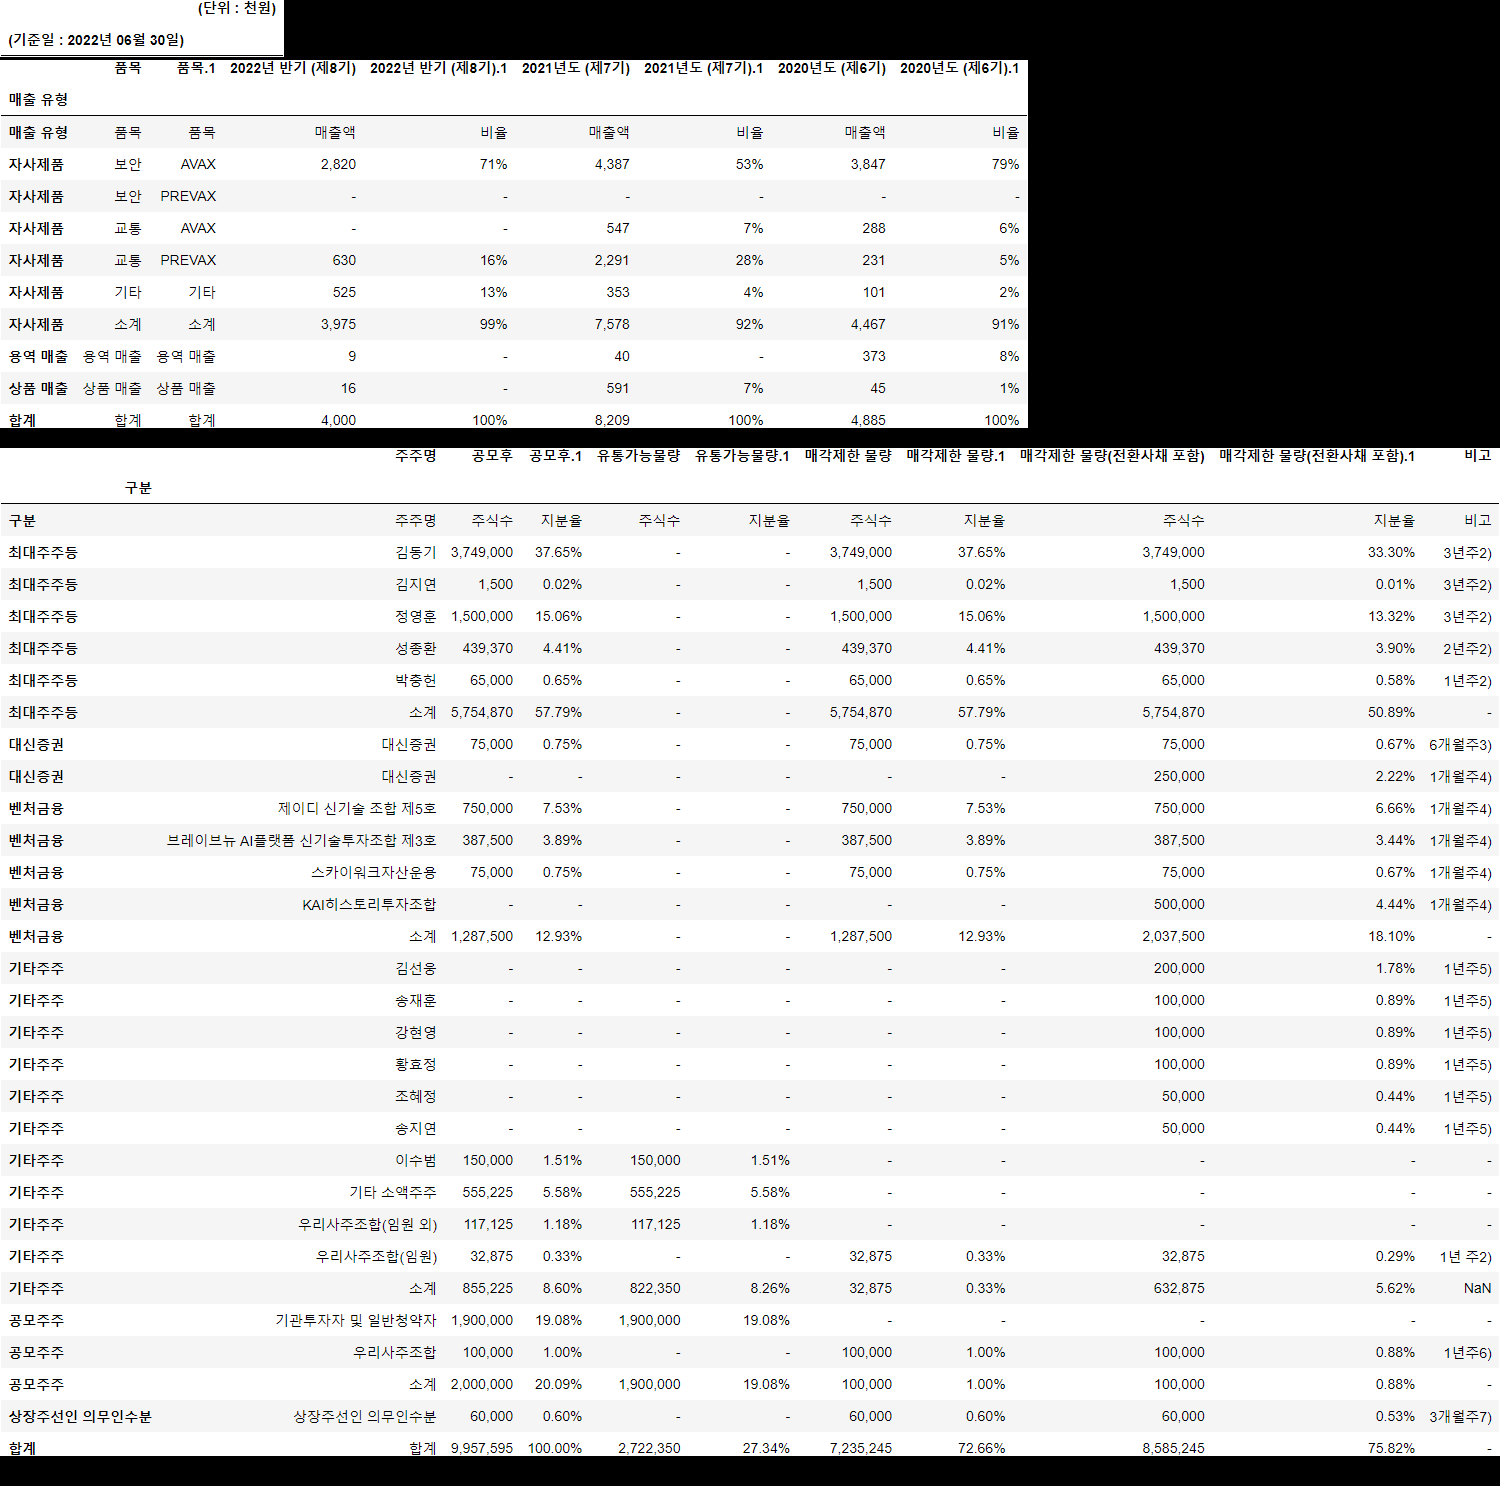 (단위 : 천원)
(기준일 : 2022년 06월 30일)
품목 품목.1 2022년 반기 (제8기) 2022년 반기 (제8기).1 2021년도 (제7기) 2021년도 (제7기).1 2020년도 (제6기) 2020년도 (제6기).1
매출 유형
매출 유형 품목 품목 매출액 비율 매출액 비율 매출액 비율
자사제품 보안 AVAX 2,820 71% 4,387 53% 3,847 79%
자사제품 보안 PREVAX - - - - - -
자사제품 교통 AVAX - - 547 7% 288 6%
자사제품 교통 PREVAX 630 16% 2,291 28% 231 5%
자사제품 기타 기타 525 13% 353 4% 101 2%
자사제품 소계 소계 3,975 99% 7,578 92% 4,467 91%
용역 매출 용역 매출 용역 매출 9 - 40 - 373 8%
상품 매출 상품 매출 상품 매출 16 - 591 7% 45 1%
합계 합계 합계 4,000 100% 8,209 100% 4,885 100%
주주명 공모후 공모후.1 유통가능물량 유통가능물량.1 매각제한 물량 매각제한 물량.1 매각제한 물량(전환사채 포함) 매각제한 물량(전환사채 포함).1 비고
구분
구분 주주명 주식수 지분율 주식수 지분율 주식수 지분율 주식수 지분율 비고
최대주주등 김동기 3,749,000 37.65% - - 3,749,000 37.65% 3,749,000 33.30% 3년주2)
최대주주등 김지연 1,500 0.02% - - 1,500 0.02% 1,500 0.01% 3년주2)
최대주주등 정영훈 1,500,000 15.06% - - 1,500,000 15.06% 1,500,000 13.32% 3년주2)
최대주주등 성종환 439,370 4.41% - - 439,370 4.41% 439,370 3.90% 2년주2)
최대주주등 박충헌 65,000 0.65% - - 65,000 0.65% 65,000 0.58% 1년주2)
최대주주등 소계 5,754,870 57.79% - - 5,754,870 57.79% 5,754,870 50.89% -
대신증권 대신증권 75,000 0.75% - - 75,000 0.75% 75,000 0.67% 6개월주3)
대신증권 대신증권 - - - - - - 250,000 2.22% 1개월주4)
벤처금융 제이디 신기술 조합 제5호 750,000 7.53% - - 750,000 7.53% 750,000 6.66% 1개월주4)
벤처금융 브레이브뉴 AI플랫폼 신기술투자조합 제3호 387,500 3.89% - - 387,500 3.89% 387,500 3.44% 1개월주4)
벤처금융 스카이워크자산운용 75,000 0.75% - - 75,000 0.75% 75,000 0.67% 1개월주4)
벤처금융 KAI히스토리투자조합 - - - - - - 500,000 4.44% 1개월주4)
벤처금융 소계 1,287,500 12.93% - - 1,287,500 12.93% 2,037,500 18.10% -
기타주주 김선웅 - - - - - - 200,000 1.78% 1년주5)
기타주주 송재훈 - - - - - - 100,000 0.89% 1년주5)
기타주주 강현영 - - - - - - 100,000 0.89% 1년주5)
기타주주 황효정 - - - - - - 100,000 0.89% 1년주5)
기타주주 조혜정 - - - - - - 50,000 0.44% 1년주5)
기타주주 송지연 - - - - - - 50,000 0.44% 1년주5)
기타주주 이수범 150,000 1.51% 150,000 1.51% - - - - -
기타주주 기타 소액주주 555,225 5.58% 555,225 5.58% - - - - -
기타주주 우리사주조합(임원 외) 117,125 1.18% 117,125 1.18% - - - - -
기타주주 우리사주조합(임원) 32,875 0.33% - - 32,875 0.33% 32,875 0.29% 1년 주2)
기타주주 소계 855,225 8.60% 822,350 8.26% 32,875 0.33% 632,875 5.62% NaN
공모주주 기관투자자 및 일반청약자 1,900,000 19.08% 1,900,000 19.08% - - - - -
공모주주 우리사주조합 100,000 1.00% - - 100,000 1.00% 100,000 0.88% 1년주6)
공모주주 소계 2,000,000 20.09% 1,900,000 19.08% 100,000 1.00% 100,000 0.88% -
상장주선인 의무인수분 상장주선인 의무인수분 60,000 0.60% - - 60,000 0.60% 60,000 0.53% 3개월주7)
합계 합계 9,957,595 100.00% 2,722,350 27.34% 7,235,245 72.66% 8,585,245 75.82% -